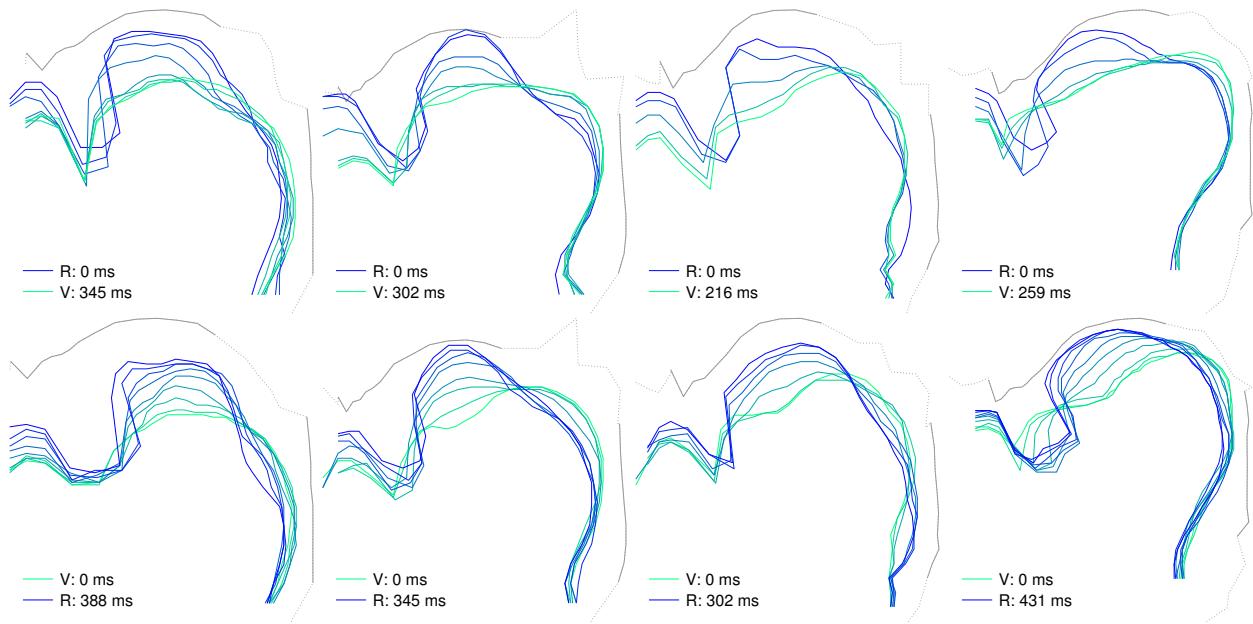 R: 0 ms
V: 345 ms
R: 0 ms
V: 302 ms
R: 0 ms
V: 216 ms
R: 0 ms
V: 259 ms
V: 0 ms
R: 388 ms
V: 0 ms
R: 345 ms
V: 0 ms
R: 302 ms
V: 0 ms
R: 431 ms